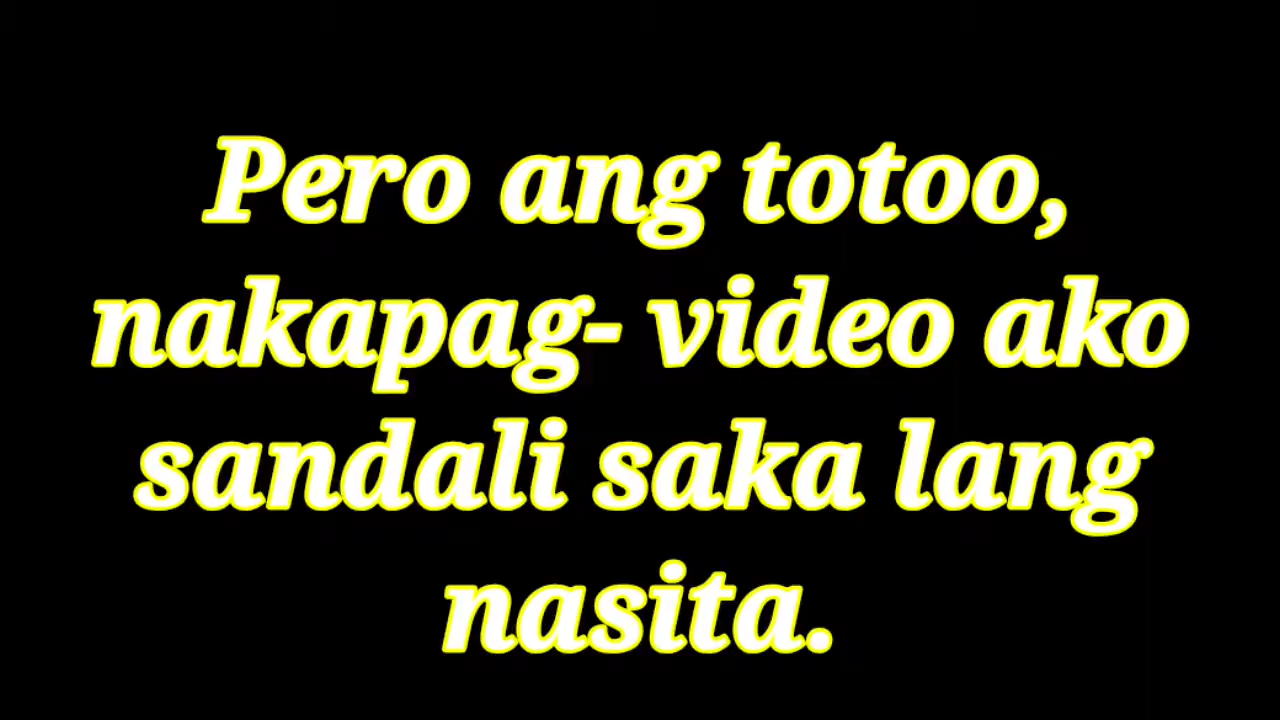 Pero ang totoo,
nakapag- video ako
sandali saka lang
nasita.